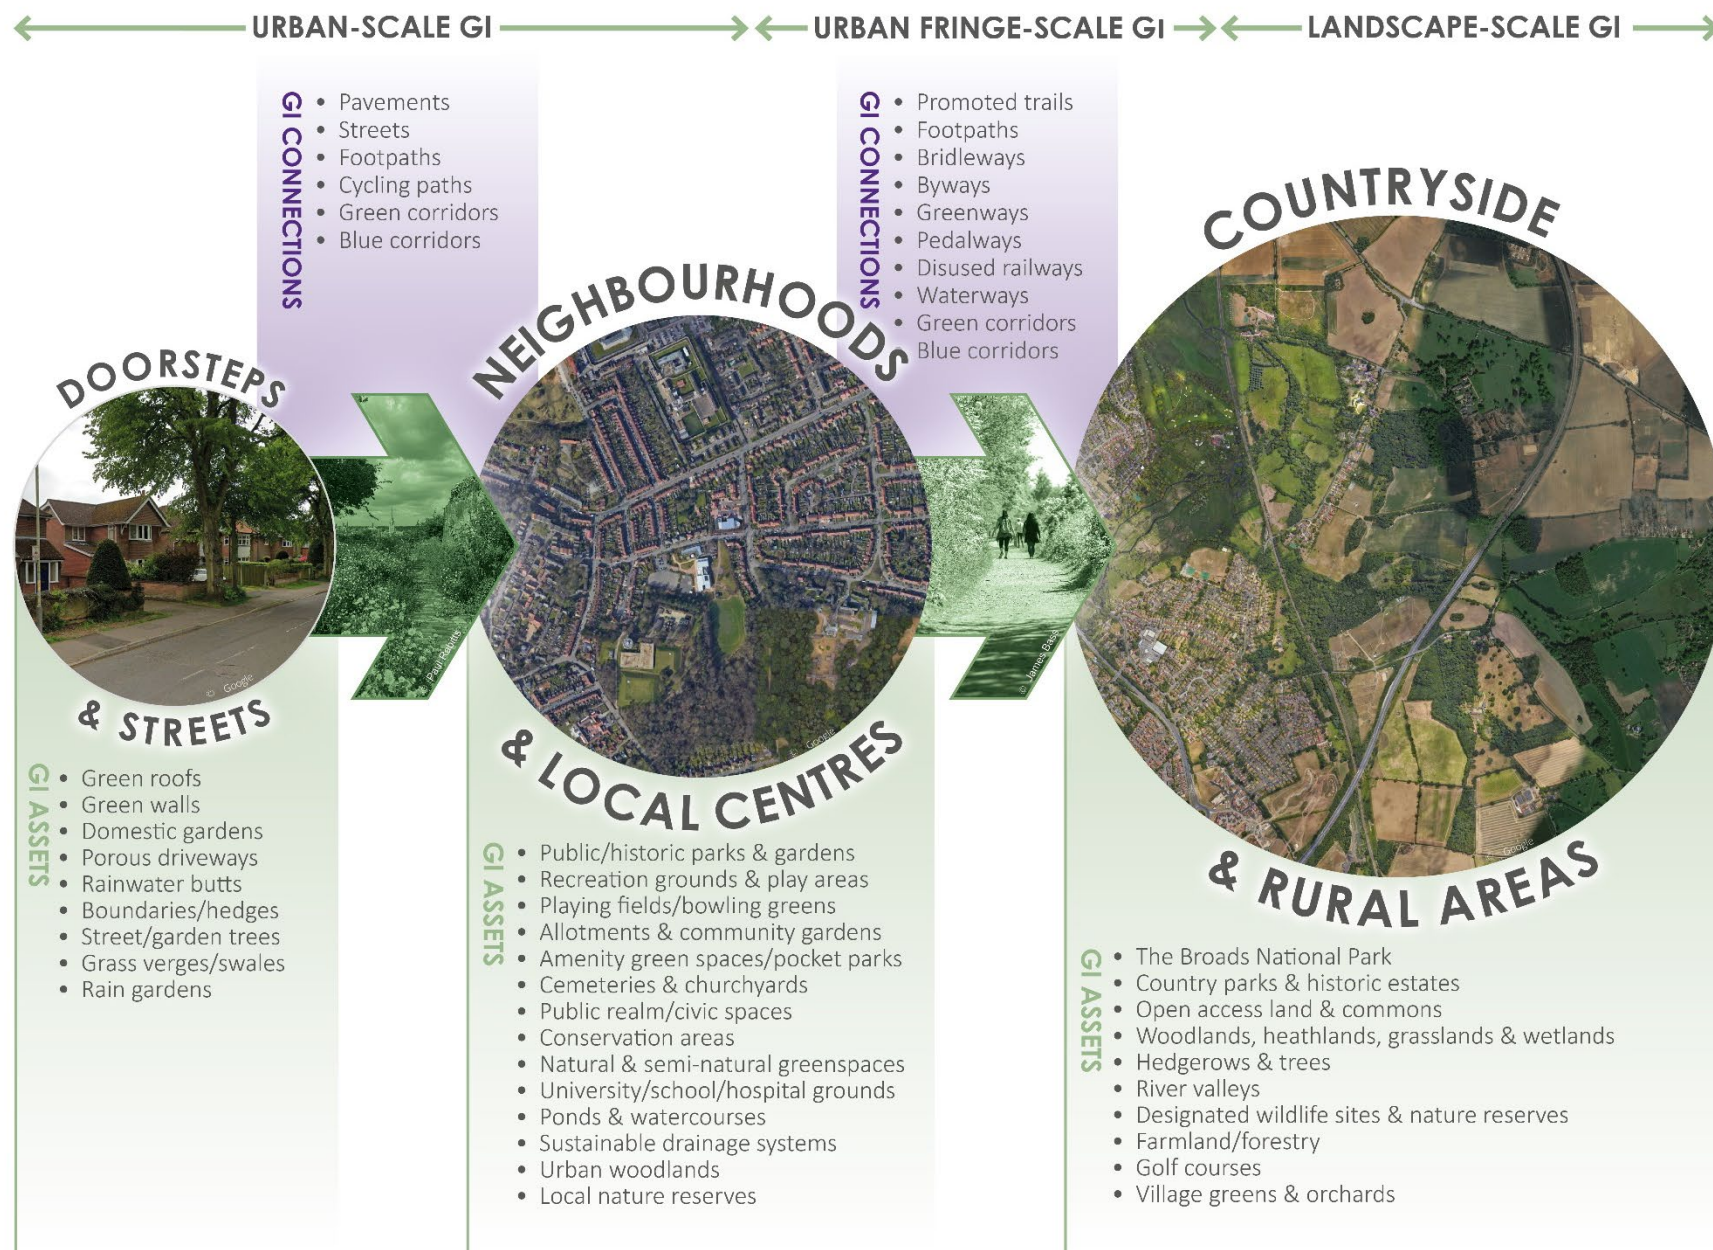 URBAN-SCALE GI
URBAN FRINGE-SCALE GI
LANDSCAPE-SCALE GI
GI CONNECTIONS
• Pavements
• Streets
• Footpaths
• Cycling paths
• Green corridors
• Blue corridors
GI CONNECTIONS
• Promoted trails
• Footpaths
• Bridleways
• Byways
• Greenways
• Pedalways
• Disused railways
• Waterways
• Green corridors
Blue corridors
DOORSTEPS
& STREETS
© Google
GI ASSETS
• Green roofs
• Green walls
• Domestic gardens
• Porous driveways
• Rainwater butts
• Boundaries/hedges
• Street/garden trees
• Grass verges/swales
• Rain gardens
© Paul
NEIGHBOURHOODS
& LOCAL CENTRES
Google
GI ASSETS
• Public/historic parks & gardens
• Recreation grounds & play areas
• Playing fields/bowling greens
• Allotments & community gardens
• Amenity green spaces/pocket parks
• Cemeteries & churchyards
• Public realm/civic spaces
• Conservation areas
• Natural & semi-natural greenspaces
• University/school/hospital grounds
• Ponds & watercourses
• Sustainable drainage systems
• Urban woodlands
• Local nature reserves
© James
COUNTRYSIDE
& RURAL AREAS
Google
GI ASSETS
• The Broads National Park
• Country parks & historic estates
• Open access land & commons
• Woodlands, heathlands, grasslands & wetlands
• Hedgerows & trees
• River valleys
• Designated wildlife sites & nature reserves
• Farmland/forestry
• Golf courses
• Village greens & orchards